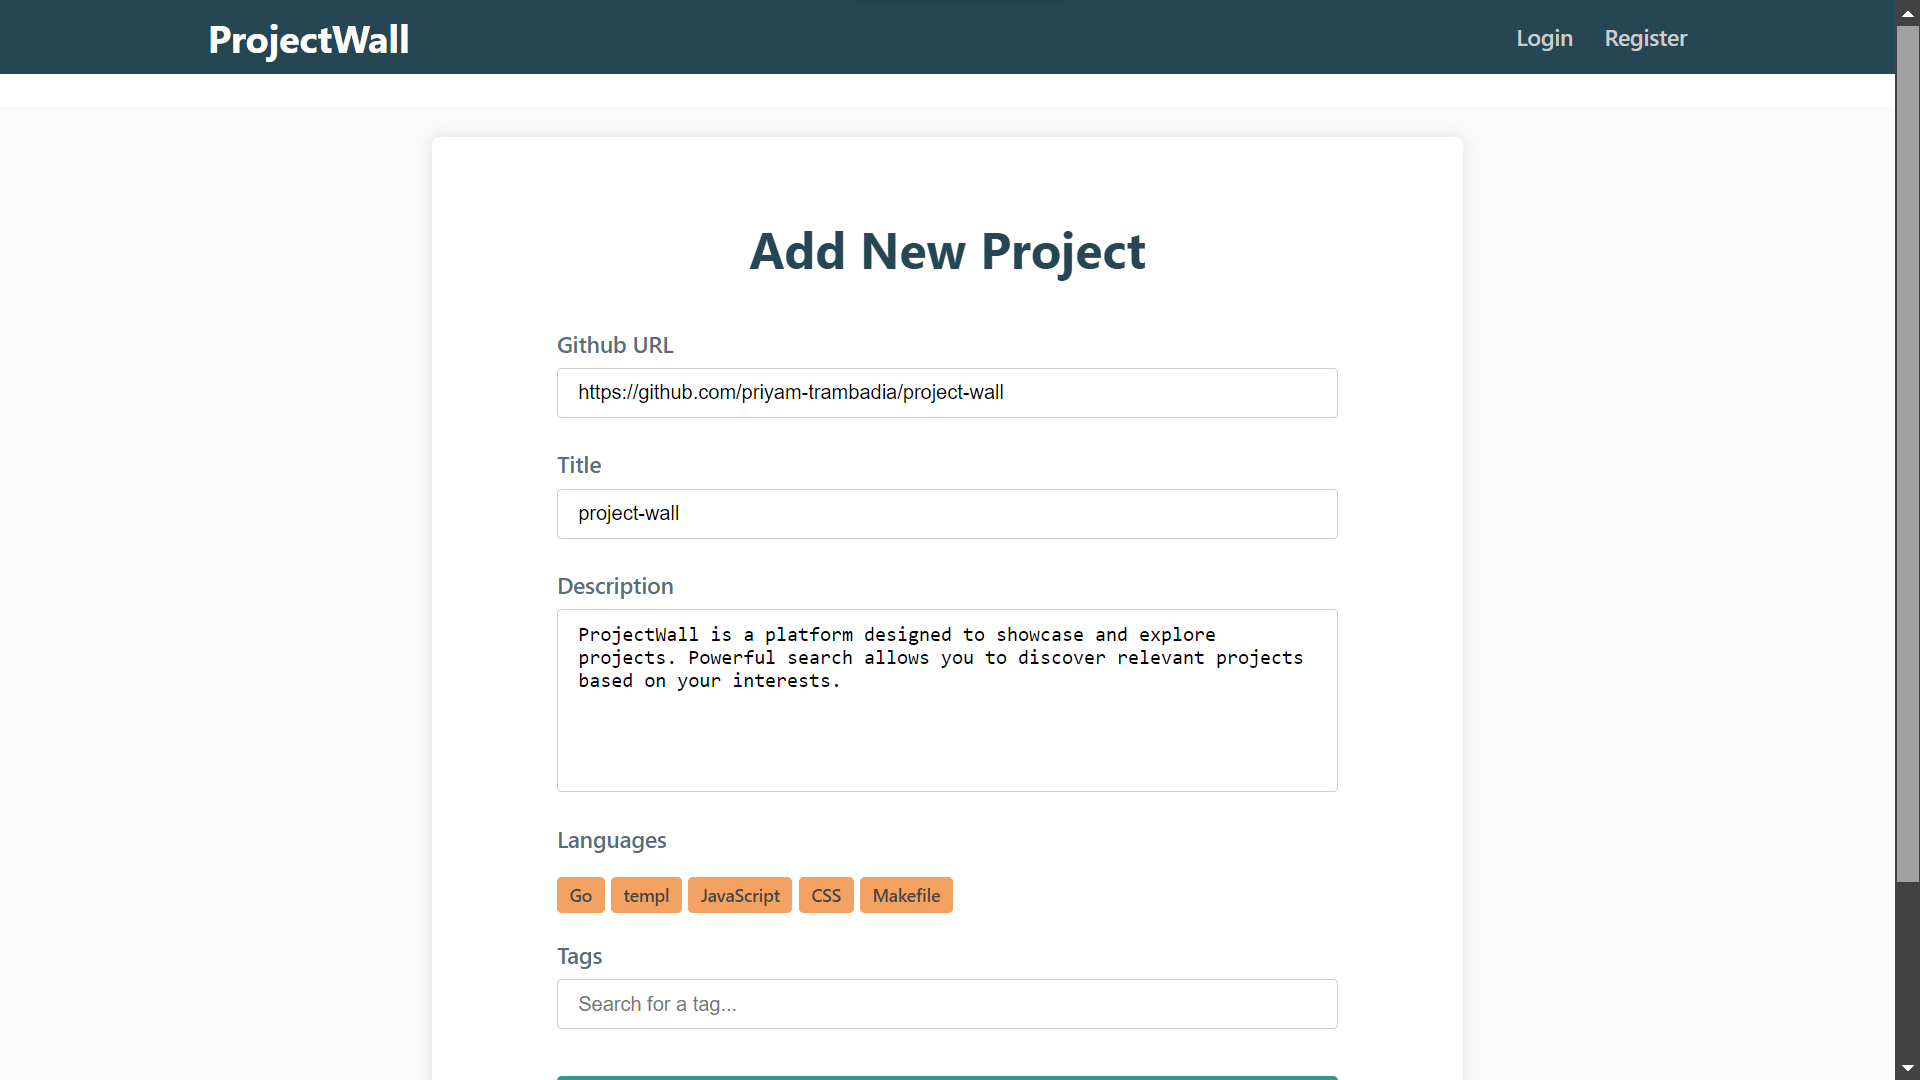 ProjectWall
Login
Register
Add New Project
Github URL
https://github.com/priyam-trambadia/project-wall
Title
project-wall
Description
ProjectWall is a platform designed to showcase and explore
projects. Powerful search allows you to discover relevant projects
based on your interests.
Languages
Go templ JavaScript CSS Makefile
Tags
Search for a tag...